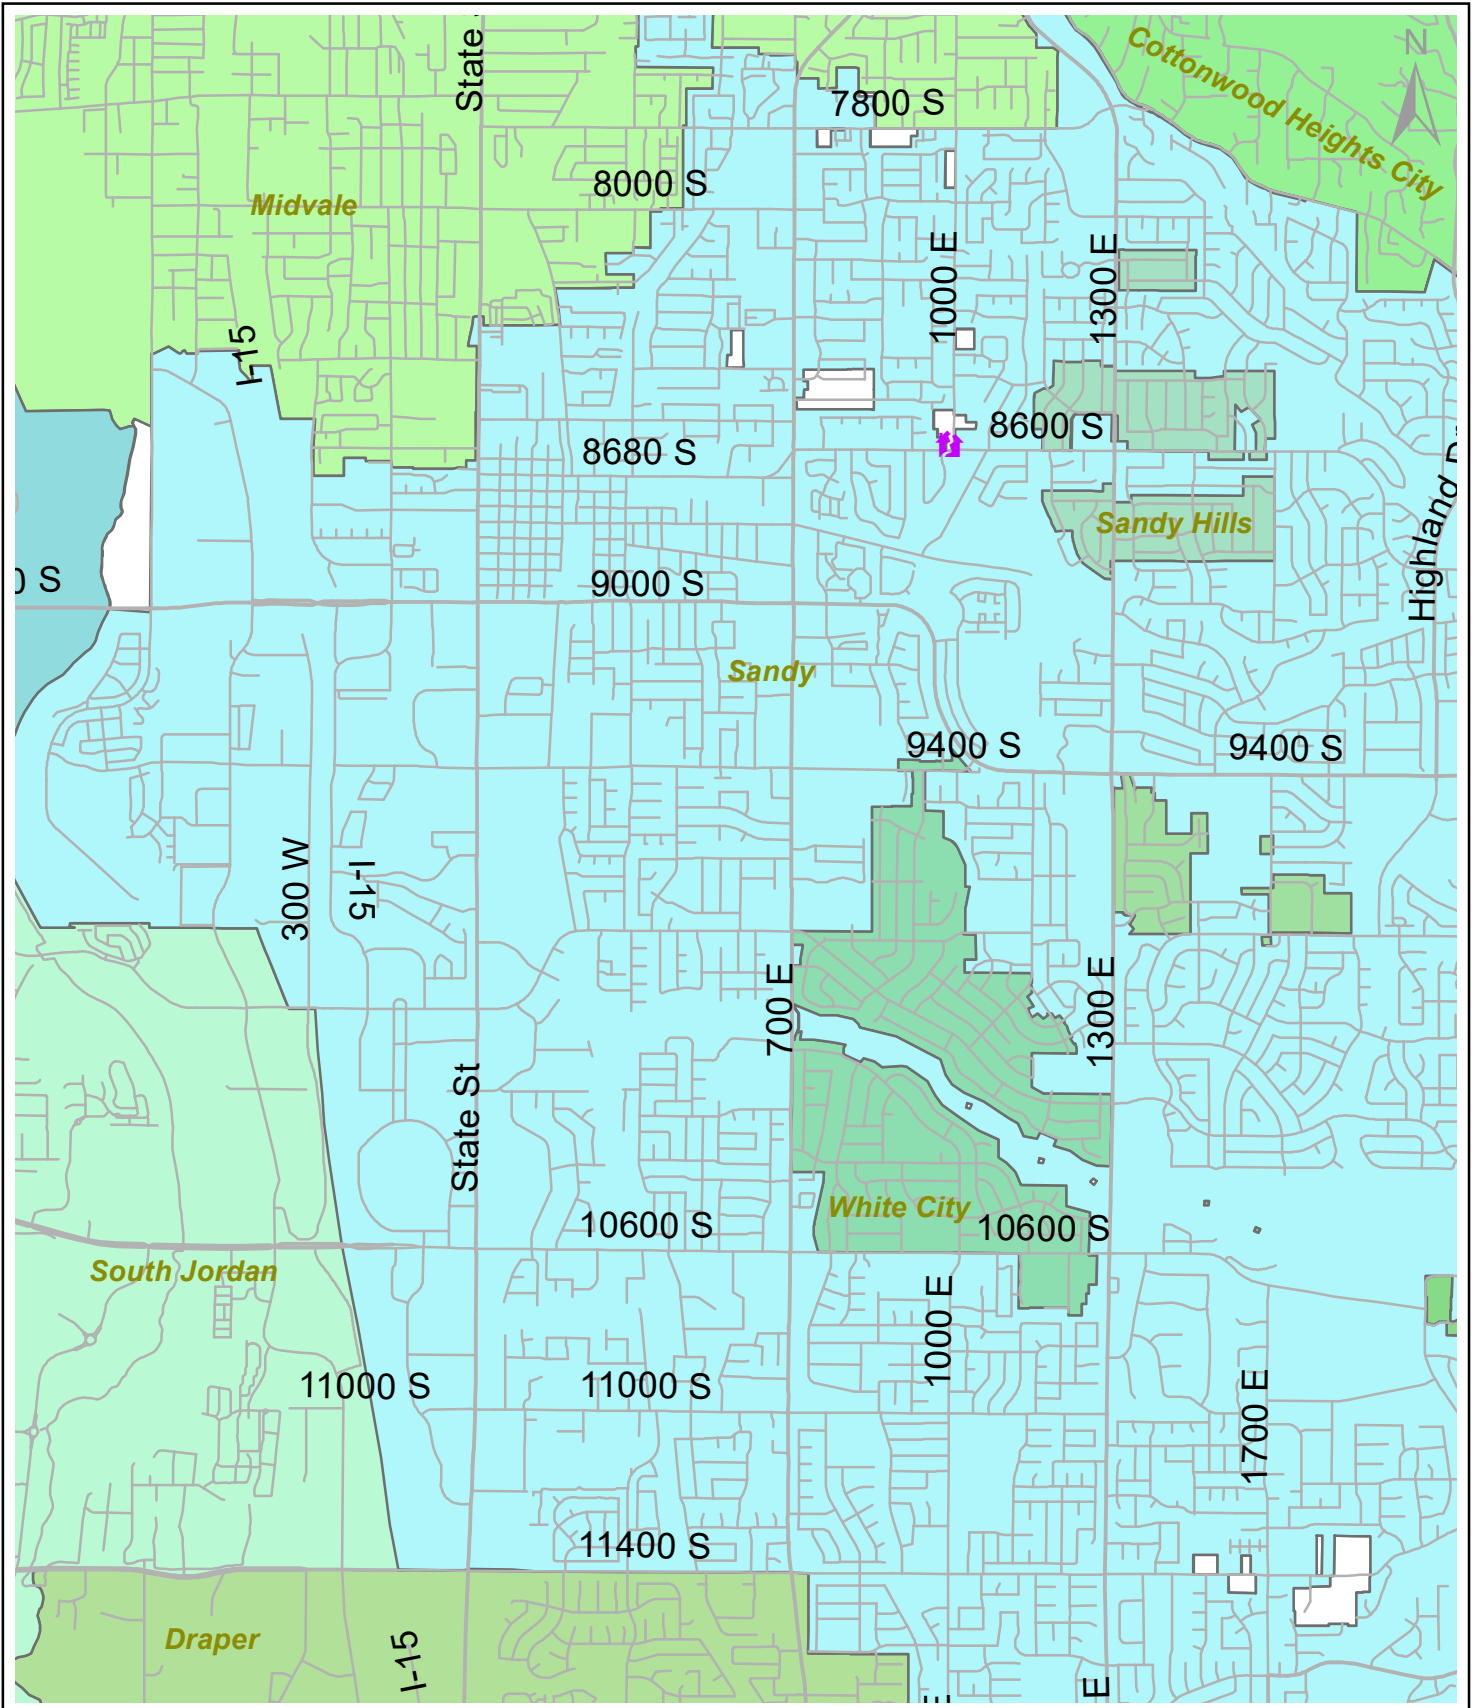 State
Cottonwood Heights City
N
7800 S
8000 S
Midvale
1000 E
1300 E
I-15
8600 S
8680 S
Sandy Hills
Highland
0 S
9000 S
Sandy
9400 S
9400 S
300 W
I-15
700 E
1300 E
State St
White City
10600 S
10600 S
South Jordan
1000 E
11000 S
11000 S
1700 E
11400 S
Draper
I-15
E
E